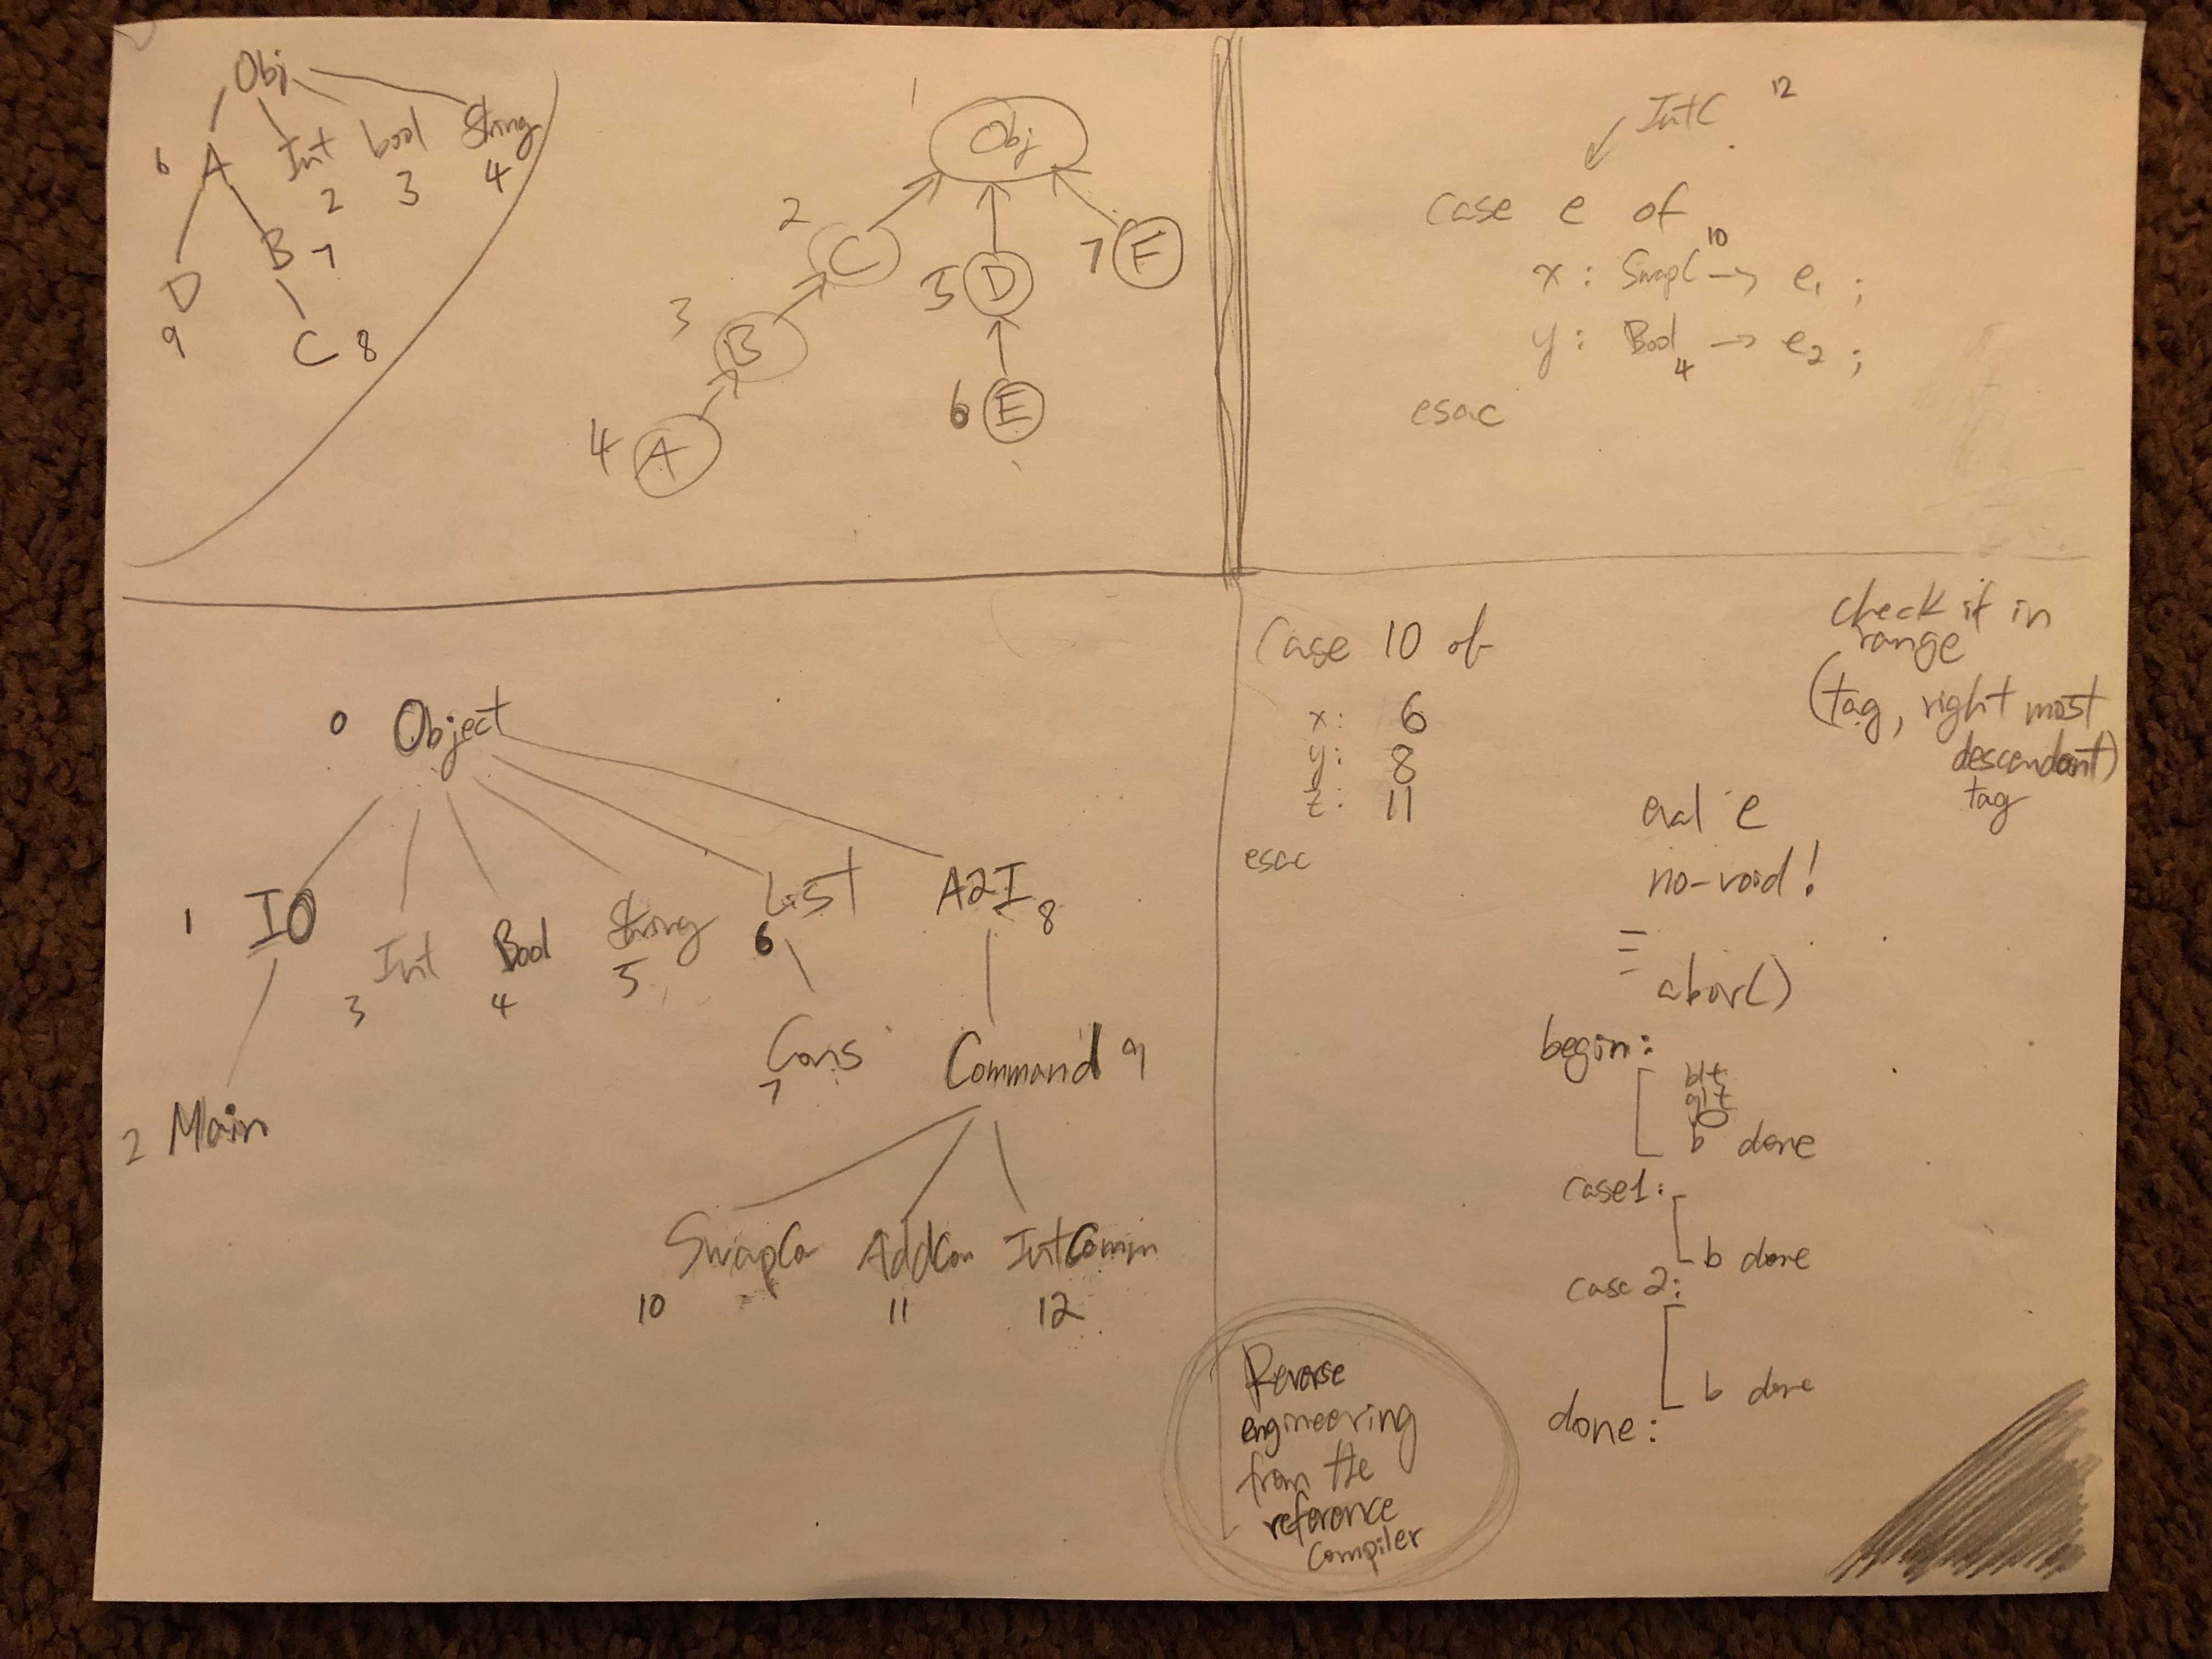 Obj
6 A Int bool String
2 3 4
B 7
D
9
C 8
1
Obj
2 C
5 D
7 F
3 B
6 E
4 A
IntC 12
case e of
10
x : SwapC → e1 ;
y : Bool → e2 ;
4
esac
0 Object
1 IO
Int
3
Bool
4
String
5
List
6
A2I 8
2 Main
Cons
7
Command 9
SwapCo AddCom IntComm
10 11 12
Case 10 of
x: 6
y: 8
z: 11
esac
check if in
range
(tag, right most
descendant)
tag
eval e
no-void!
abort()
begin:
blt
b done
case1:
b done
case 2:
b done
done:
Reverse
engineering
from the
reference
compiler